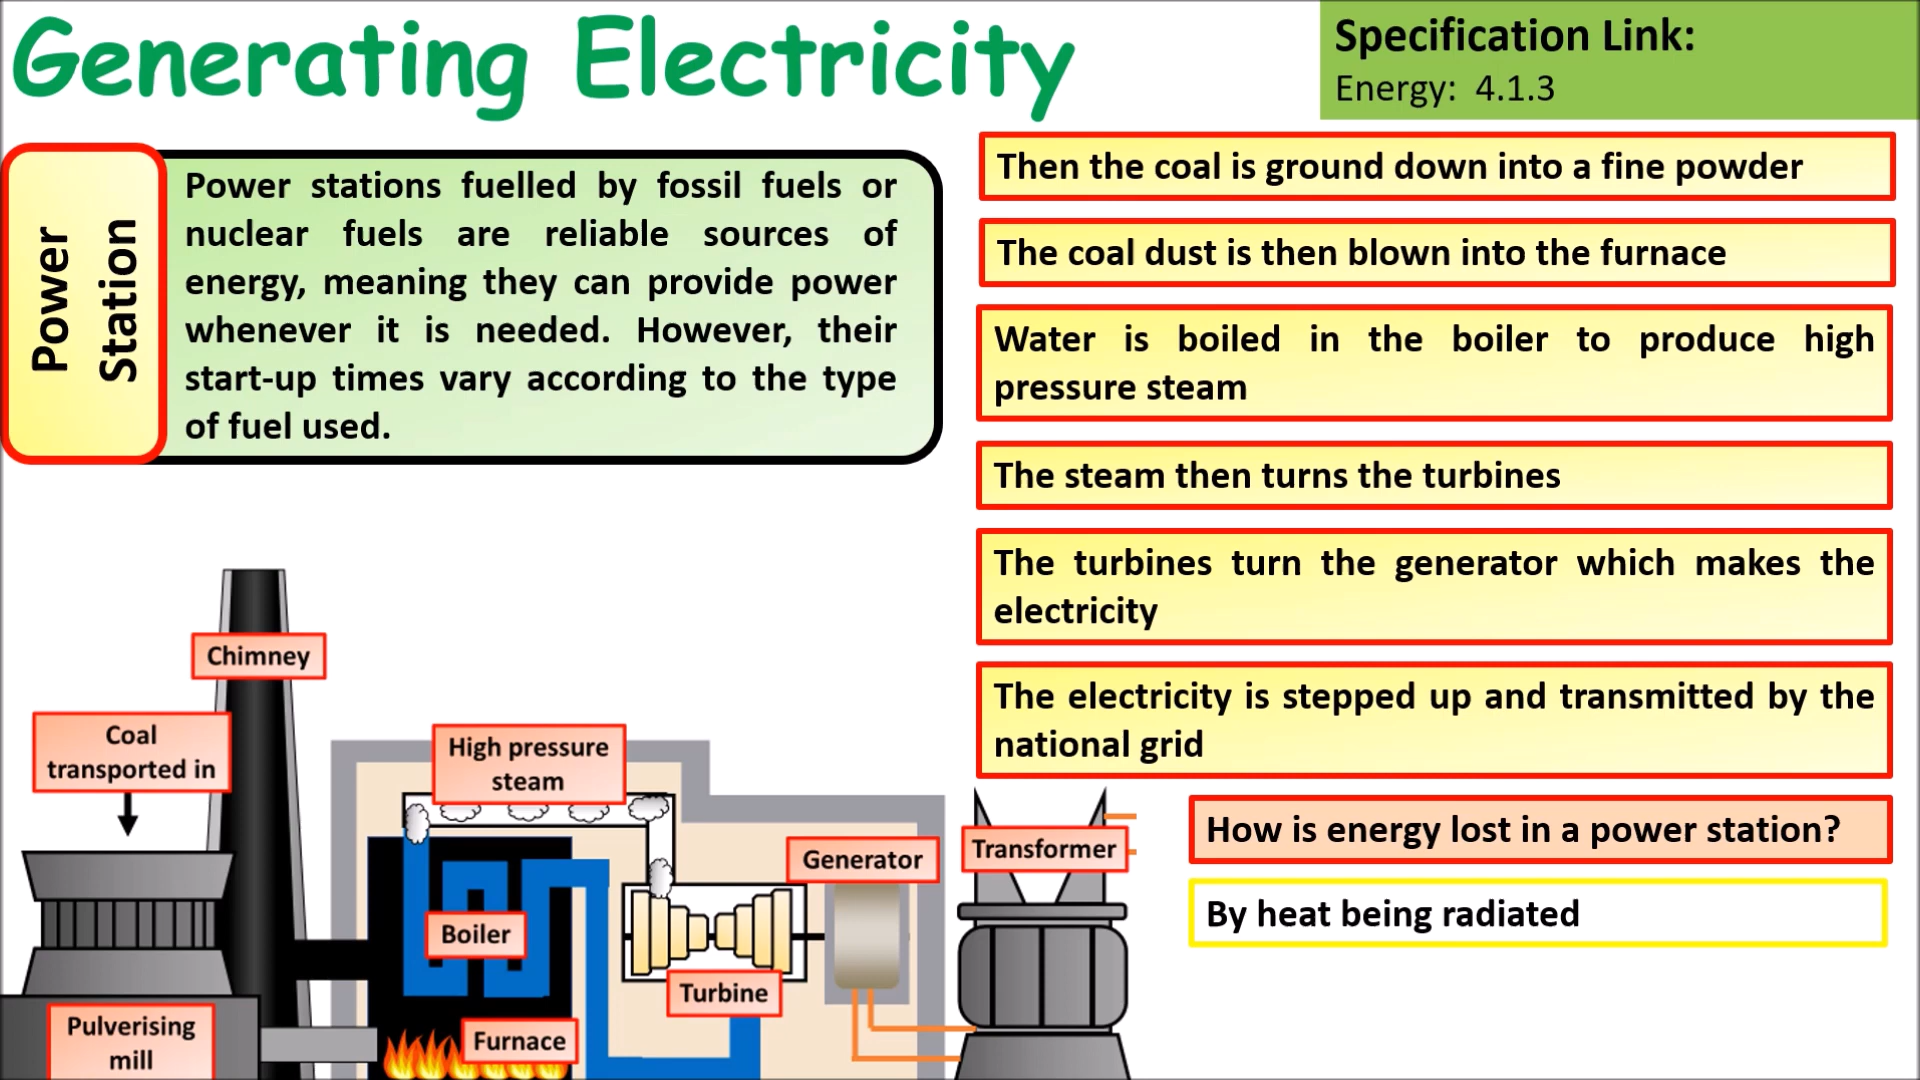 Generating Electricity
Specification Link:
Energy: 4.1.3
Power
Station
Power stations fuelled by fossil fuels or
nuclear fuels are reliable sources of
energy, meaning they can provide power
whenever it is needed. However, their
start-up times vary according to the type
of fuel used.
Then the coal is ground down into a fine powder
The coal dust is then blown into the furnace
Water is boiled in the boiler to produce high
pressure steam
The steam then turns the turbines
The turbines turn the generator which makes the
electricity
The electricity is stepped up and transmitted by the
national grid
How is energy lost in a power station?
By heat being radiated
Chimney
Coal
transported in
High pressure
steam
Generator
Transformer
Boiler
Turbine
Furnace
Pulverising
mill